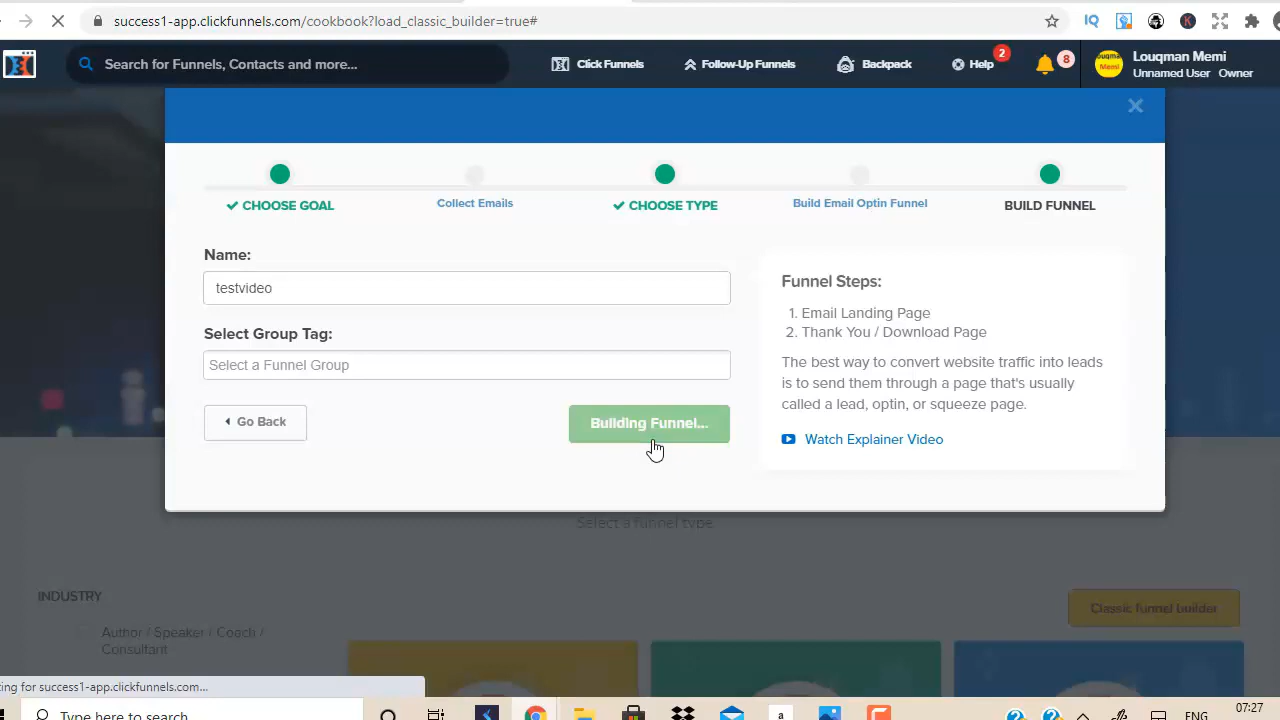 success1-app.clickfunnels.com/cookbook?load_classic_builder=true#
IQ
K
Search for Funnels, Contacts and more...
Click Funnels
Follow-Up Funnels
Backpack
Help
2
8
Louqman Memi
Louqman Memi
Unnamed User Owner
CHOOSE GOAL
Collect Emails
CHOOSE TYPE
Build Email Optin Funnel
BUILD FUNNEL
Name:
testvideo
Select Group Tag:
Select a Funnel Group
Go Back
Building Funnel...
Funnel Steps:
1. Email Landing Page
2. Thank You / Download Page
The best way to convert website traffic into leads
is to send them through a page that's usually
called a lead, optin, or squeeze page.
Watch Explainer Video
Select a funnel type
INDUSTRY
Classic funnel builder
Author / Speaker / Coach /
Consultant
ting for success1-app.clickfunnels.com...
Type here to search
a
ENG
07:27